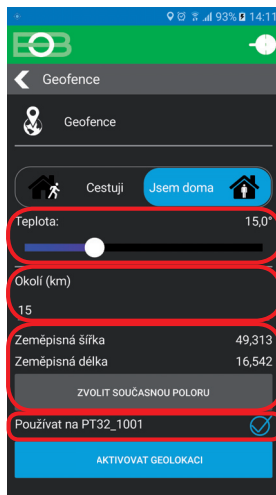 93% 14:11
EOB
Geofence
Geofence
Cestuji Jsem doma
Teplota: 15,0°
Okolí (km)
15
Zeměpisná šířka 49,313
Zeměpisná délka 16,542
ZVOLIT SOUČASNOU POLORU
Používat na PT32_1001
AKTIVOVAT GEOLOKACI